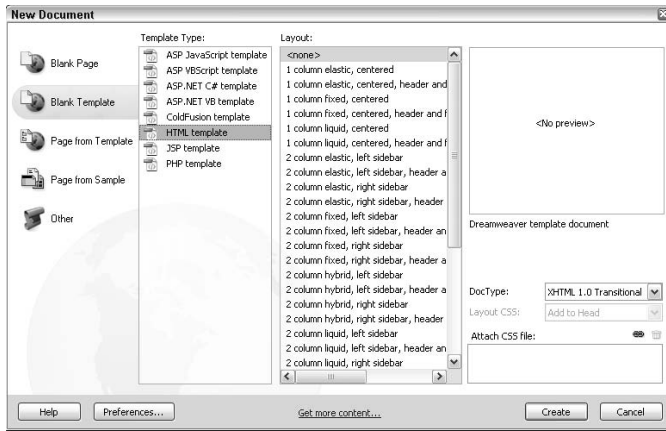 New Document
Blank Page
Blank Template
Page from Template
Page from Sample
Other
Template Type:
ASP JavaScript template
ASP VBScript template
ASP.NET C# template
ASP.NET VB template
ColdFusion template
HTML template
JSP template
PHP template
Layout:
<none>
1 column elastic, centered
1 column elastic, centered, header and
1 column fixed, centered
1 column fixed, centered, header and f
1 column liquid, centered
1 column liquid, centered, header and f
2 column elastic, left sidebar
2 column elastic, left sidebar, header a
2 column elastic, right sidebar
2 column elastic, right sidebar, header
2 column fixed, left sidebar
2 column fixed, left sidebar, header an
2 column fixed, right sidebar
2 column fixed, right sidebar, header a
2 column hybrid, left sidebar
2 column hybrid, left sidebar, header a
2 column hybrid, right sidebar
2 column hybrid, right sidebar, header
2 column liquid, left sidebar
2 column liquid, left sidebar, header an
2 column liquid, right sidebar
<No preview>
Dreamweaver template document
DocType: XHTML 1.0 Transitional
Layout CSS: Add to Head
Attach CSS file:
Help Preferences... Get more content... Create Cancel